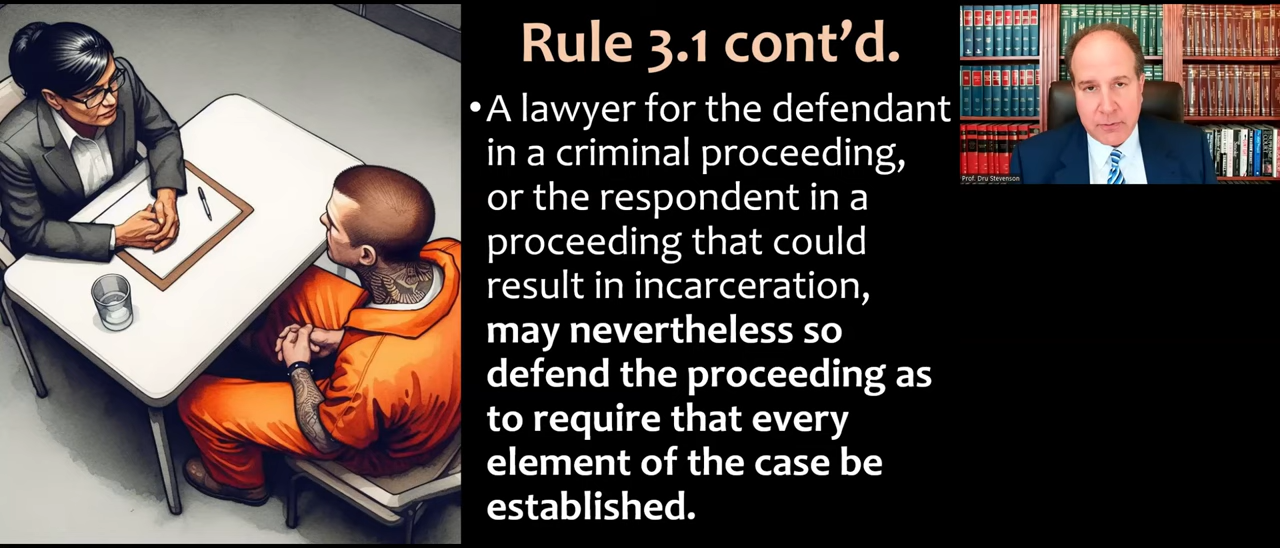 Rule 3.1 cont’d.
•A lawyer for the defendant
in a criminal proceeding,
or the respondent in a
proceeding that could
result in incarceration,
may nevertheless so
defend the proceeding as
to require that every
element of the case be
established.
Prof. Dru Stevenson